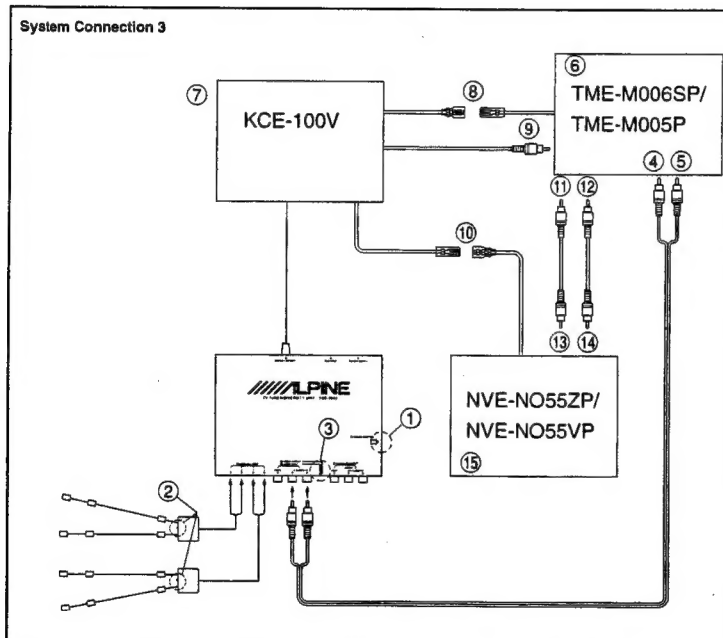 System Connection 3
⑥
TME-M006SP/
TME-M005P
④ ⑤
⑦
KCE-100V
⑧
⑨
⑩
⑪ ⑫
⑬ ⑭
ALPINE
①
③
②
NVE-NO55ZP/
NVE-NO55VP
⑮